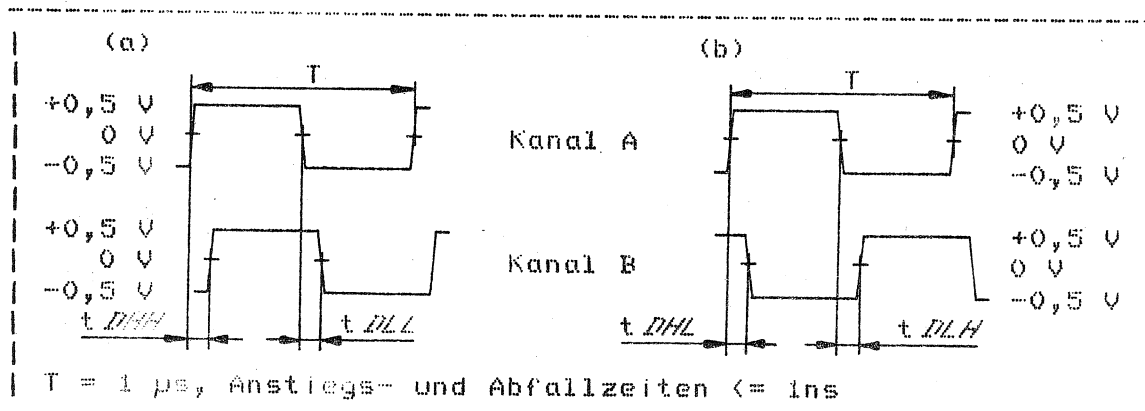 (a)
(b)
T
T
+0,5 V
0 V
-0,5 V
Kanal A
+0,5 V
0 V
-0,5 V
+0,5 V
0 V
-0,5 V
Kanal B
+0,5 V
0 V
-0,5 V
t DHH
t DLL
t DHL
t DLH
T = 1 µs, Anstiegs- und Abfallzeiten <= 1ns